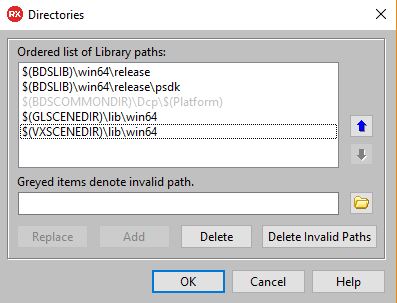 RX Directories
Ordered list of Library paths:
$(BDSLIB)\win64\release
$(BDSLIB)\win64\release\psdk
$(BDSCOMMONDIR)\Dcp\$(Platform)
$(GLSCENEDIR)\lib\win64
$(VXSCENEDIR)\lib\win64
Greyed items denote invalid path.
Replace Add Delete Delete Invalid Paths
OK Cancel Help